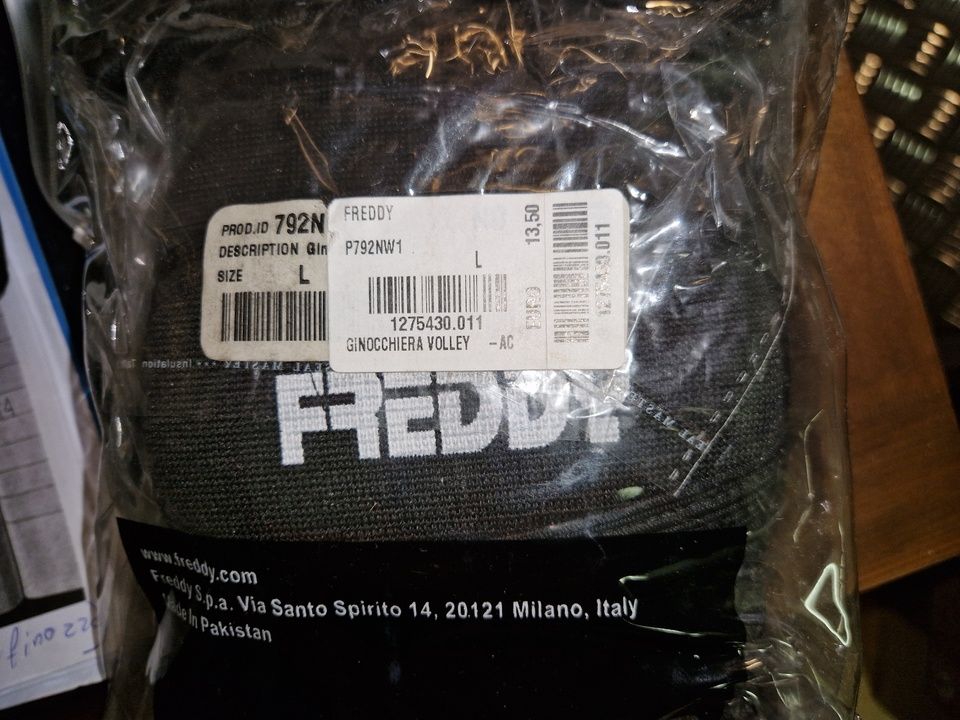 PROD.ID 792N
DESCRIPTION Gin
SIZE L
FREDDY
P792NW1
L
1275430.011
GINOCCHIERA VOLLEY -AC
EURO 13,50
1275430.011
FREDDY
www.freddy.com
Freddy S.p.a. Via Santo Spirito 14, 20121 Milano, Italy
Made In Pakistan